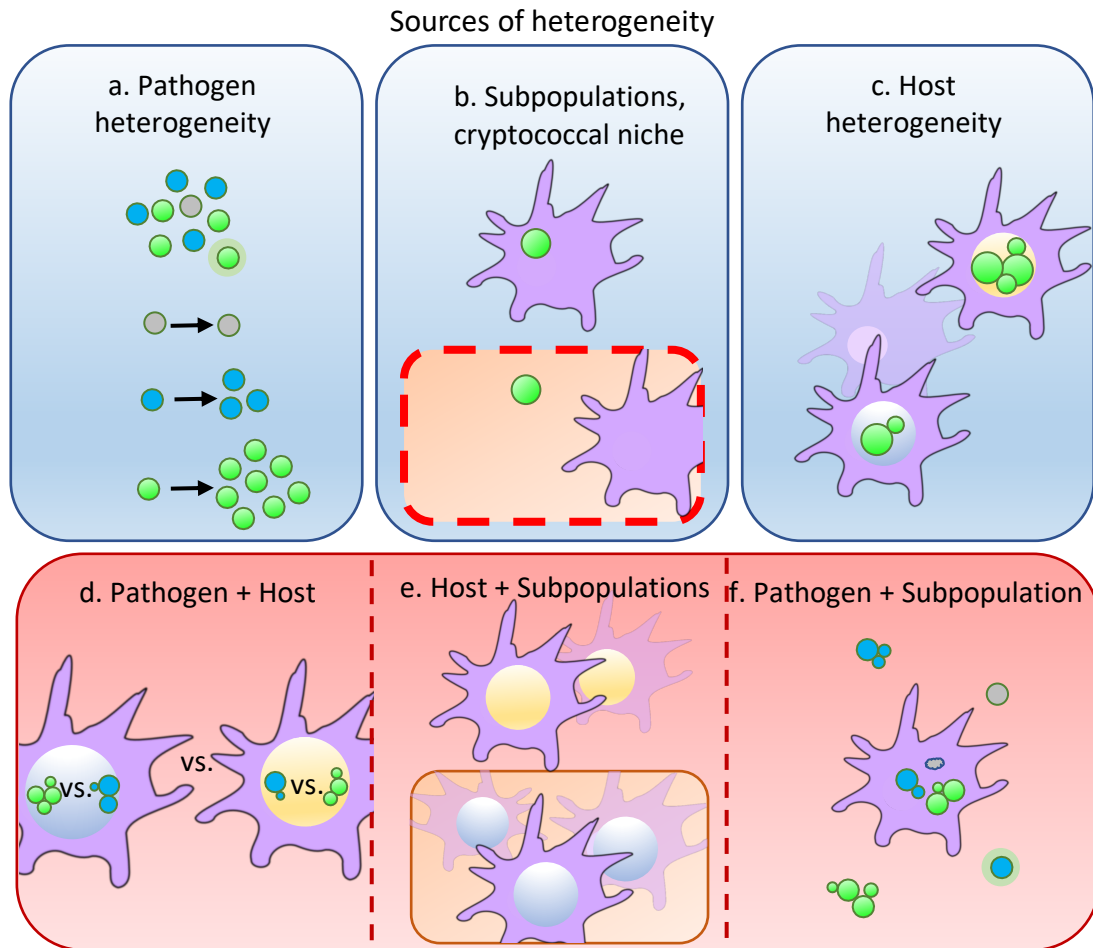 Sources of heterogeneity
a. Pathogen
heterogeneity
b. Subpopulations,
cryptococcal niche
c. Host
heterogeneity
d. Pathogen + Host
vs.
vs.
vs.
e. Host + Subpopulations
f. Pathogen + Subpopulation